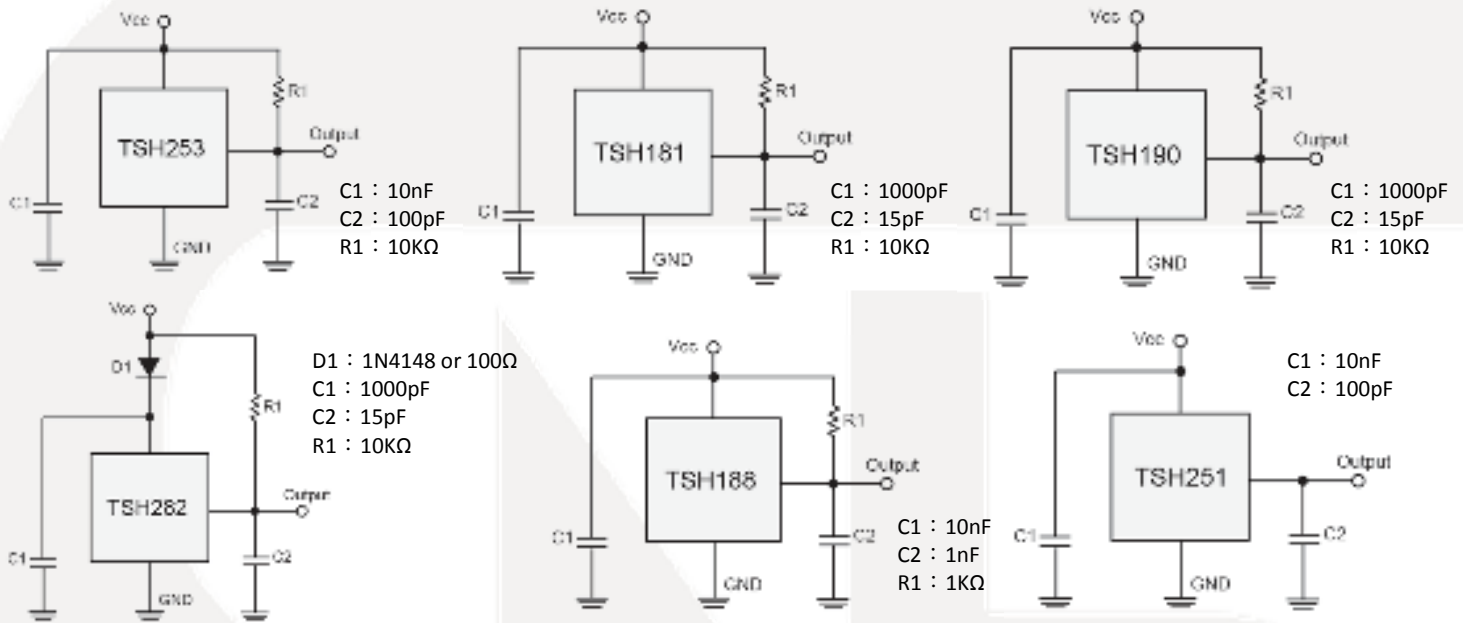 Vcc
R1
TSH253
Output
C1
C2
GND
C1：10nF
C2：100pF
R1：10KΩ
Vcc
R1
TSH181
Output
C1
C2
GND
C1：1000pF
C2：15pF
R1：10KΩ
Vcc
R1
TSH190
Output
C1
C2
GND
C1：1000pF
C2：15pF
R1：10KΩ
Vcc
D1
R1
TSH282
Output
C1
C2
GND
D1：1N4148 or 100Ω
C1：1000pF
C2：15pF
R1：10KΩ
Vcc
R1
TSH188
Output
C1
C2
GND
C1：10nF
C2：1nF
R1：1KΩ
Vcc
TSH251
Output
C1
C2
GND
C1：10nF
C2：100pF